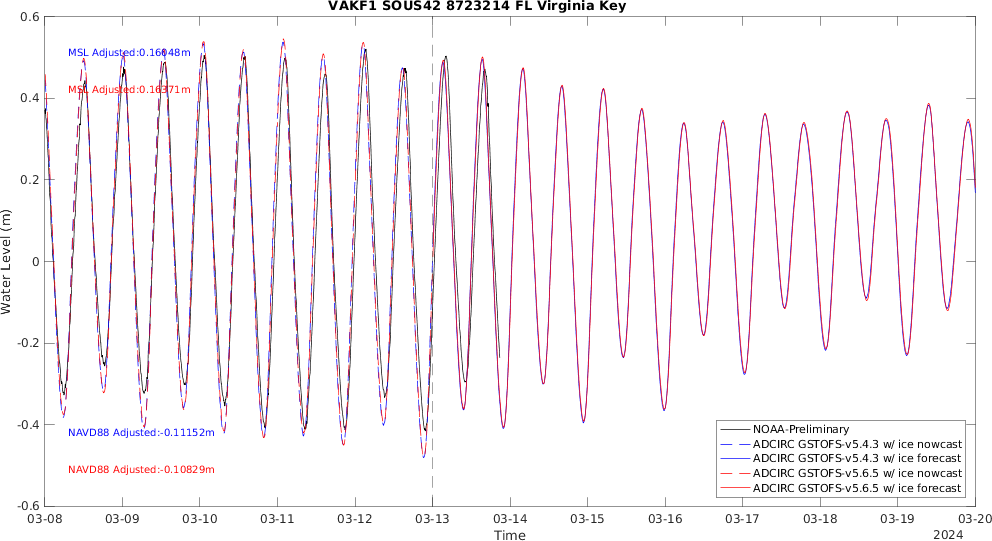 VAKF1 SOUS42 8723214 FL Virginia Key
0.6
0.4
0.2
0
-0.2
-0.4
-0.6
Water Level (m)
MSL Adjusted:0.16048m
MSL Adjusted:0.16371m
NAVD88 Adjusted:-0.11152m
NAVD88 Adjusted:-0.10829m
NOAA-Preliminary
ADCIRC GSTOFS-v5.4.3 w/ ice nowcast
ADCIRC GSTOFS-v5.4.3 w/ ice forecast
ADCIRC GSTOFS-v5.6.5 w/ ice nowcast
ADCIRC GSTOFS-v5.6.5 w/ ice forecast
03-08 03-09 03-10 03-11 03-12 03-13 03-14 03-15 03-16 03-17 03-18 03-19 03-20
Time
2024